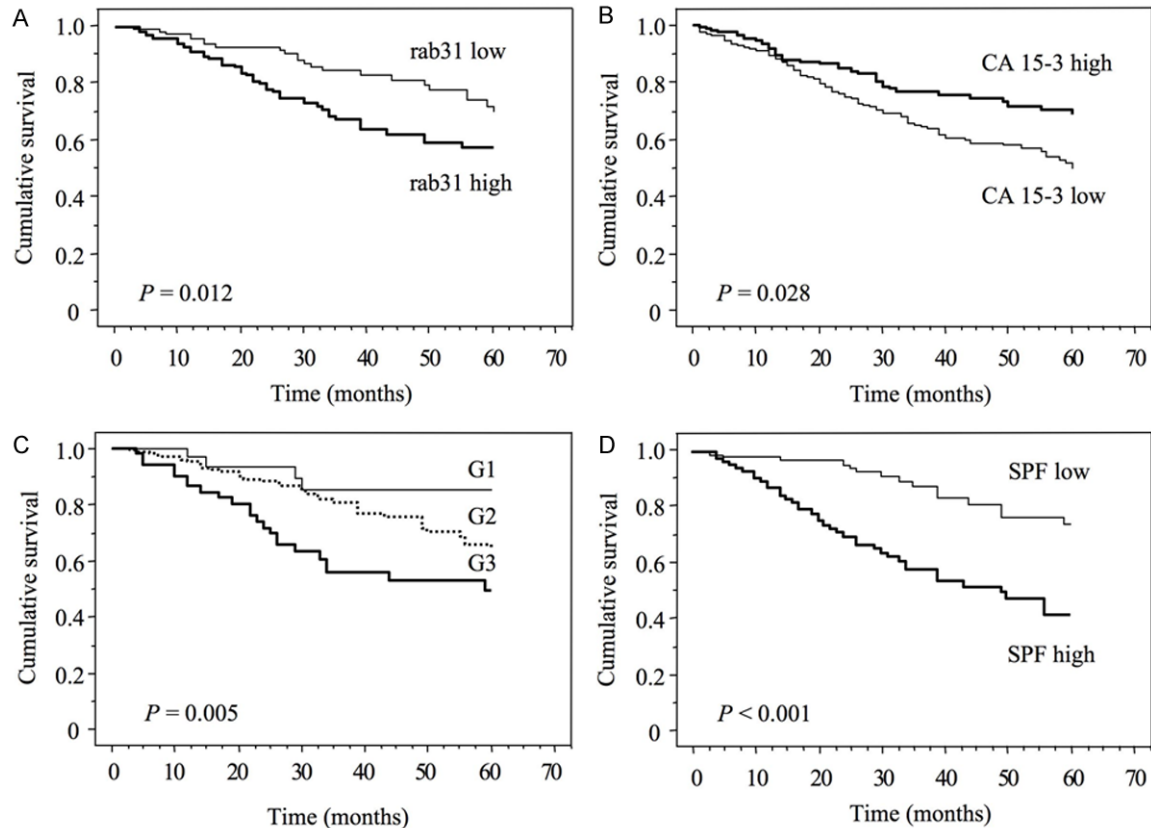 A
1.0
0.8
0.6
0.4
0.2
0
Cumulative survival
rab31 low
rab31 high
P = 0.012
0 10 20 30 40 50 60 70
Time (months)
B
1.0
0.8
0.6
0.4
0.2
0
Cumulative survival
CA 15-3 high
CA 15-3 low
P = 0.028
0 10 20 30 40 50 60 70
Time (months)
C
1.0
0.8
0.6
0.4
0.2
0
Cumulative survival
G1
G2
G3
P = 0.005
0 10 20 30 40 50 60 70
Time (months)
D
1.0
0.8
0.6
0.4
0.2
0
Cumulative survival
SPF low
SPF high
P < 0.001
0 10 20 30 40 50 60 70
Time (months)